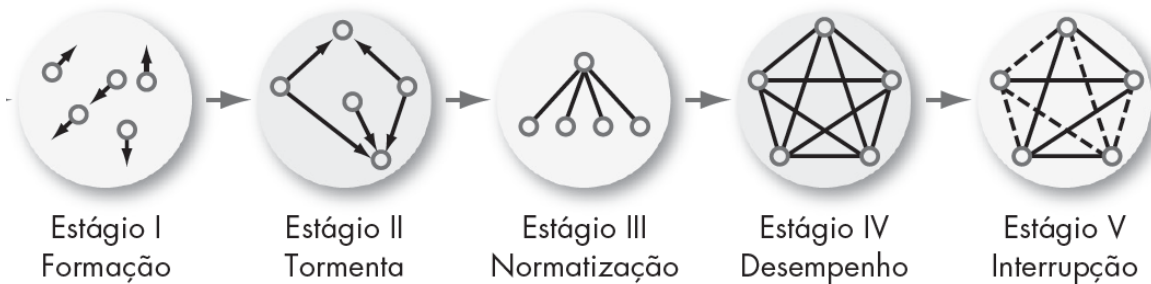 Estágio I
Formação
Estágio II
Tormenta
Estágio III
Normatização
Estágio IV
Desempenho
Estágio V
Interrupção